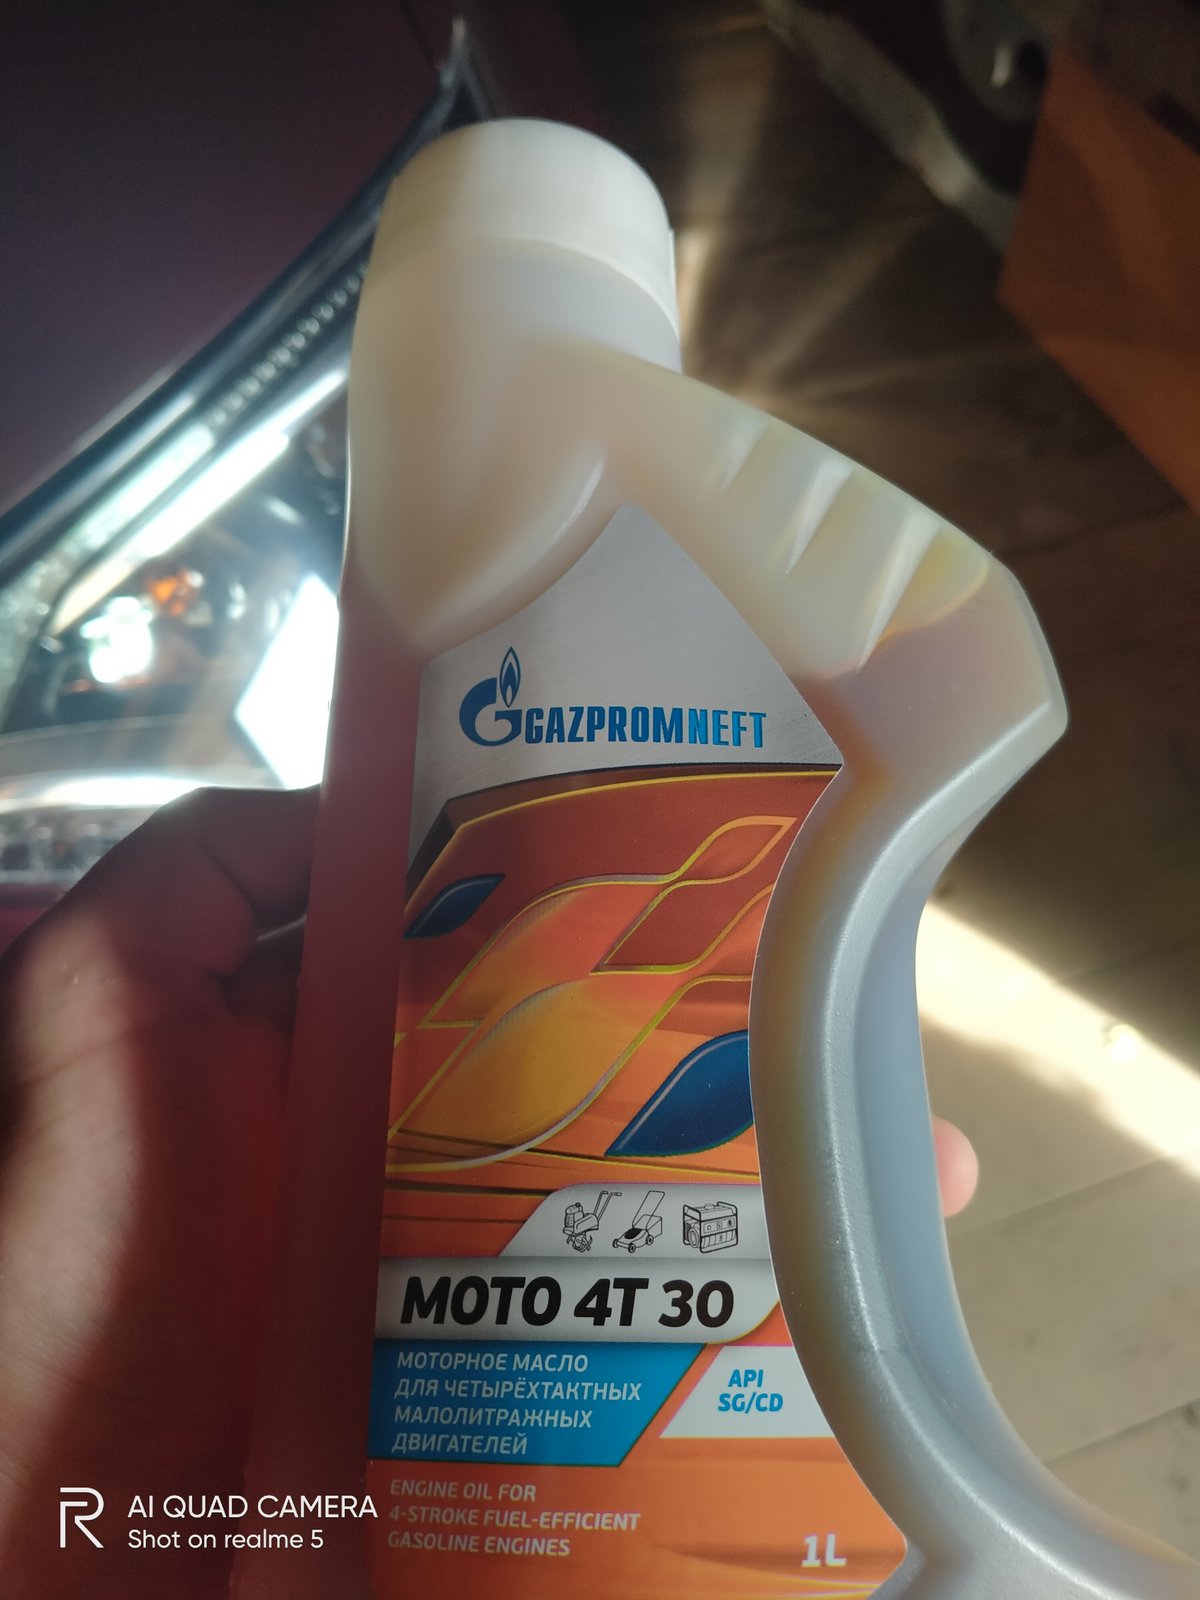 GAZPROMNEFT
MOTO 4T 30
МОТОРНОЕ МАСЛО
ДЛЯ ЧЕТЫРЁХТАКТНЫХ
МАЛОЛИТРАЖНЫХ
ДВИГАТЕЛЕЙ
API
SG/CD
ENGINE OIL FOR
4-STROKE FUEL-EFFICIENT
GASOLINE ENGINES
1L
AI QUAD CAMERA
Shot on realme 5